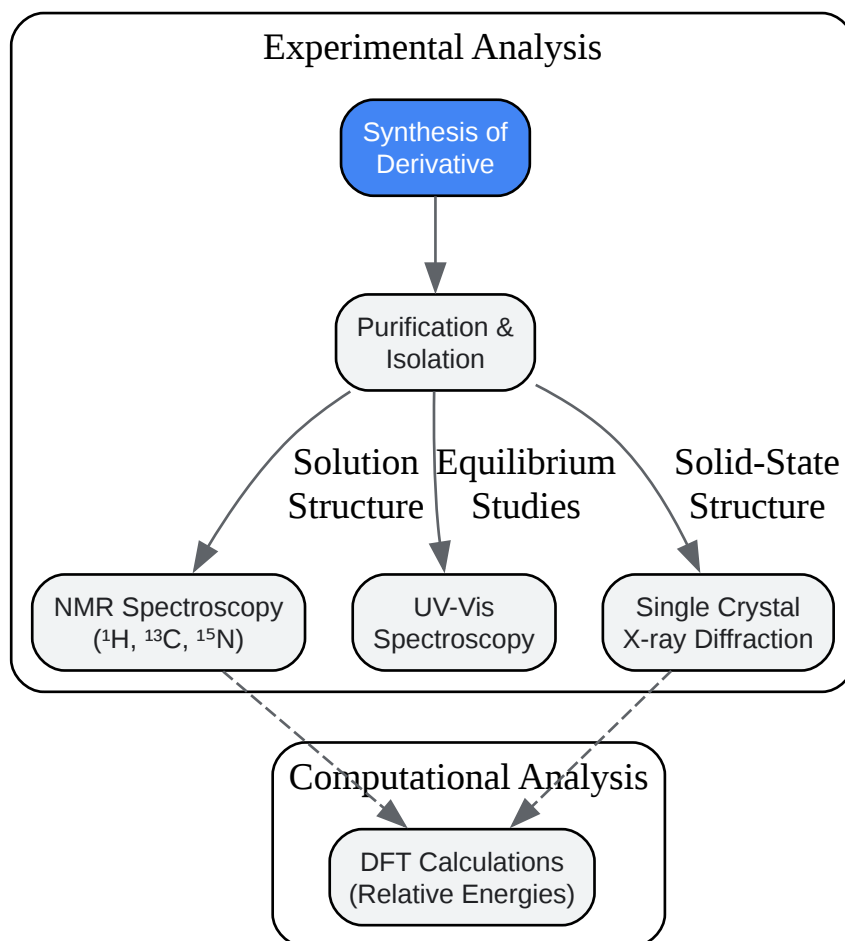 Experimental Analysis
Synthesis of
Derivative
Purification &
Isolation
Solution
Structure
Equilibrium
Studies
Solid-State
Structure
NMR Spectroscopy
(¹H, ¹³C, ¹⁵N)
UV-Vis
Spectroscopy
Single Crystal
X-ray Diffraction
Computational Analysis
DFT Calculations
(Relative Energies)